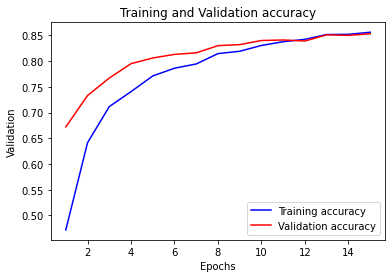 Training and Validation accuracy
0.85
0.80
0.75
0.70
0.65
0.60
0.55
0.50
Validation
Training accuracy
Validation accuracy
2 4 6 8 10 12 14
Epochs